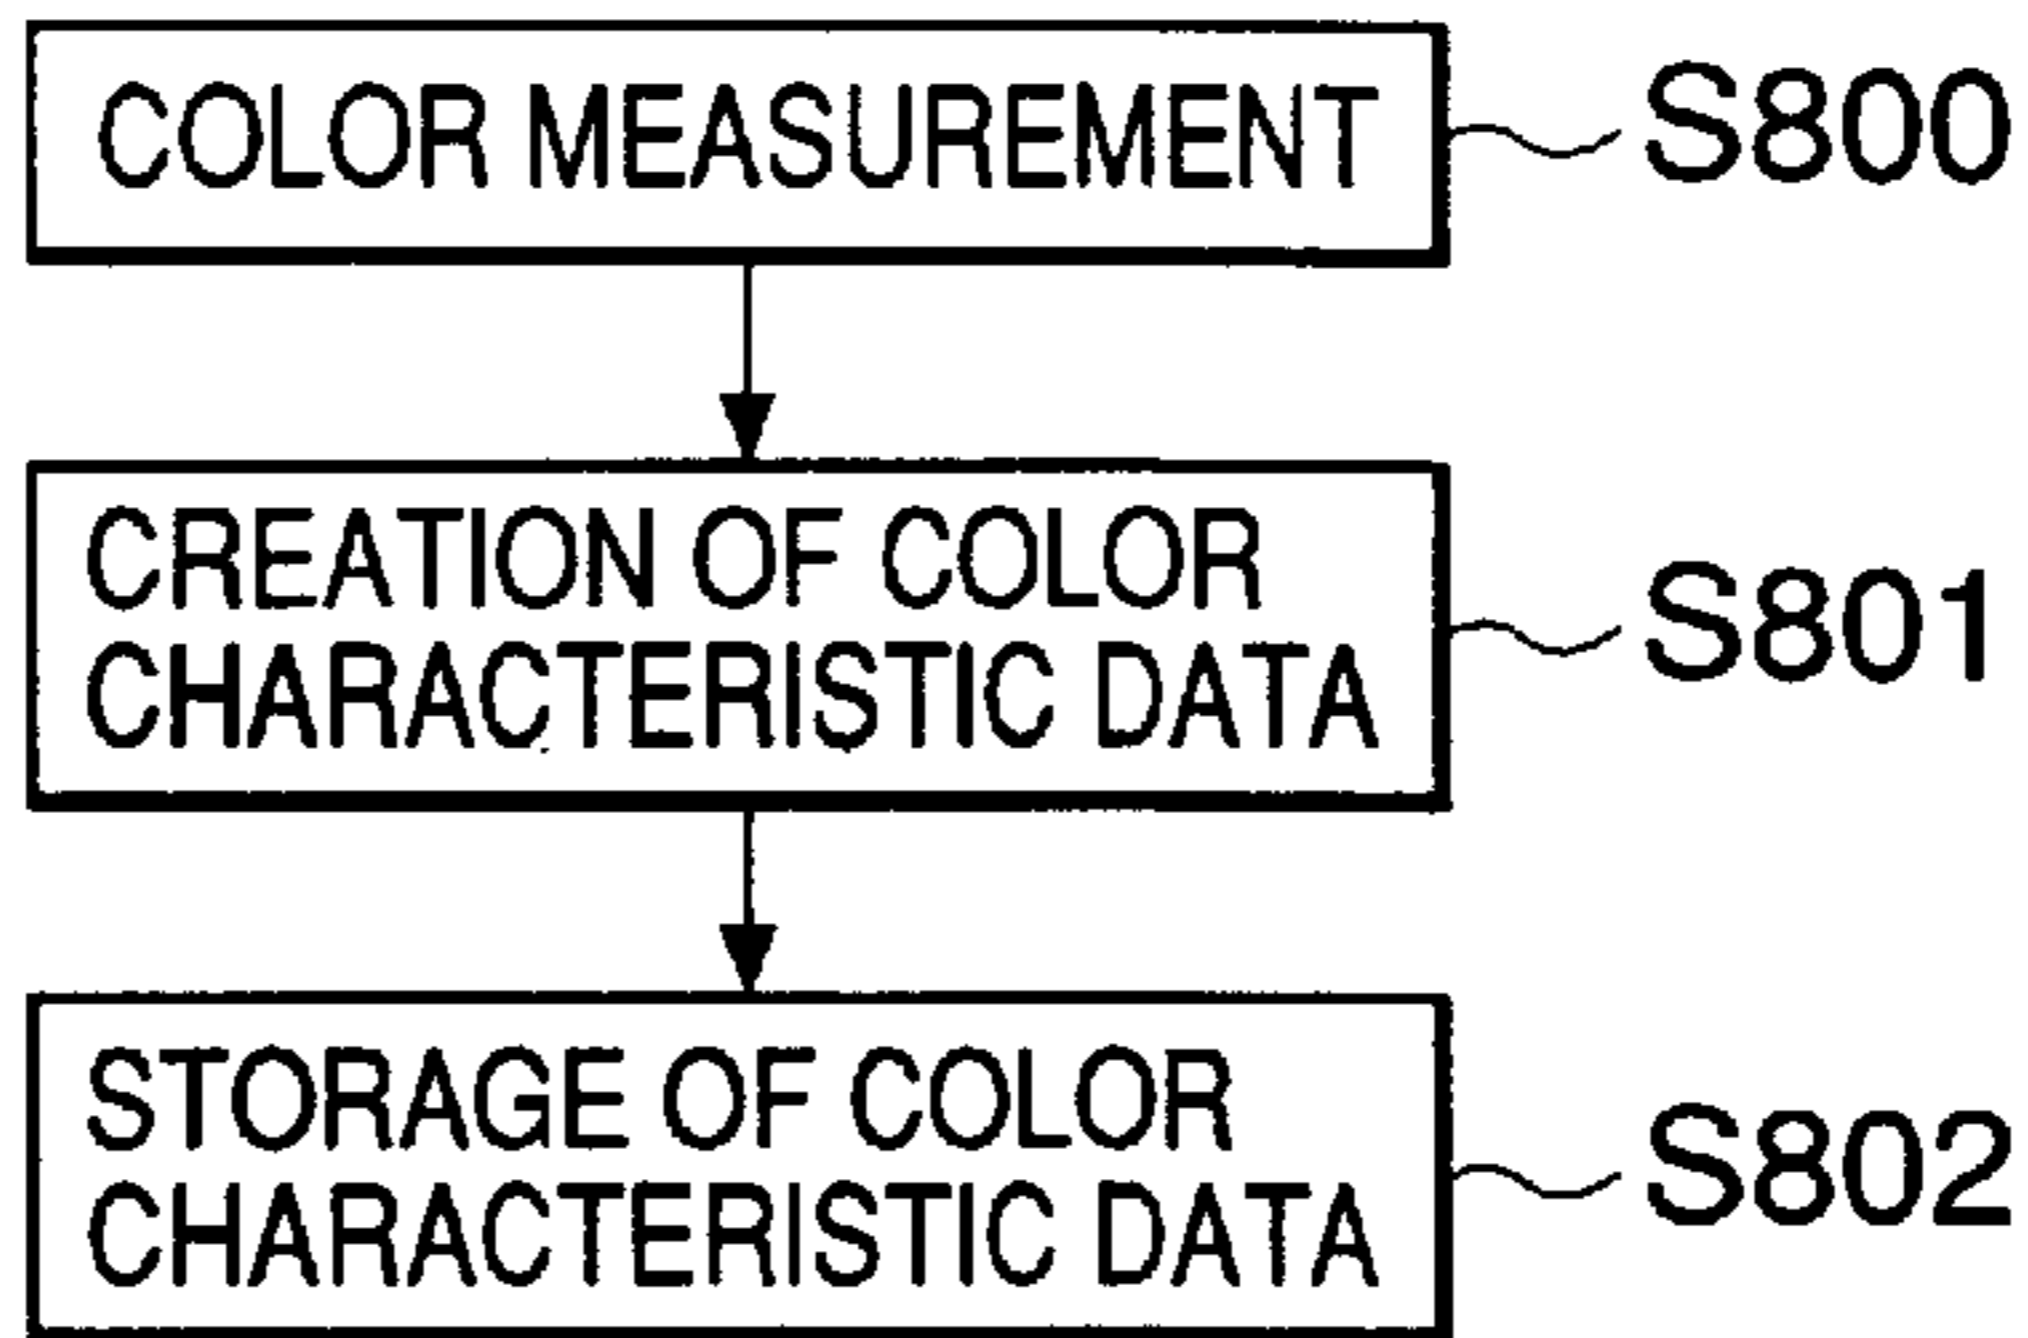 COLOR MEASUREMENT
S800
CREATION OF COLOR
CHARACTERISTIC DATA
S801
STORAGE OF COLOR
CHARACTERISTIC DATA
S802